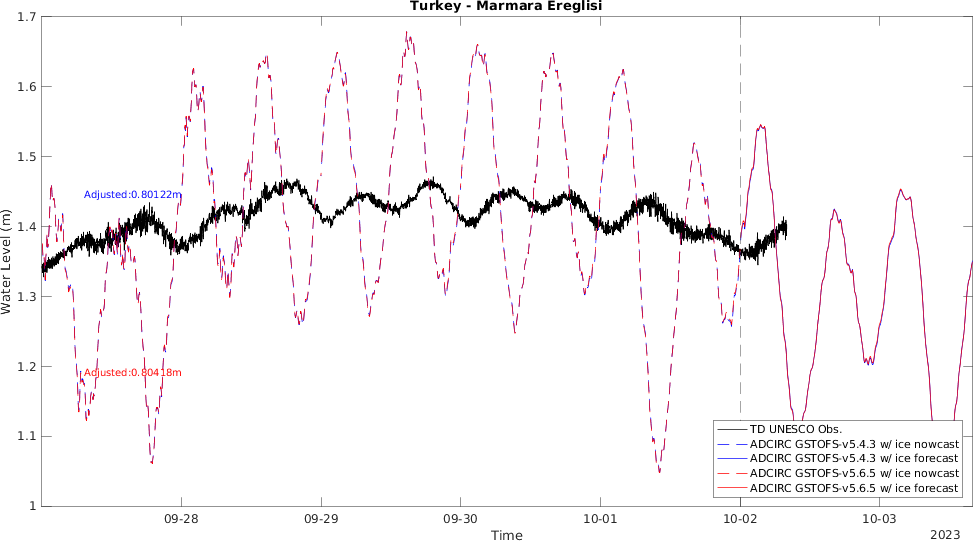 Turkey - Marmara Ereglisi
1.7
1.6
1.5
1.4
1.3
1.2
1.1
1
Water Level (m)
Adjusted:0.80122m
Adjusted:0.80418m
TD UNESCO Obs.
ADCIRC GSTOFS-v5.4.3 w/ ice nowcast
ADCIRC GSTOFS-v5.4.3 w/ ice forecast
ADCIRC GSTOFS-v5.6.5 w/ ice nowcast
ADCIRC GSTOFS-v5.6.5 w/ ice forecast
09-28 09-29 09-30 10-01 10-02 10-03
Time
2023